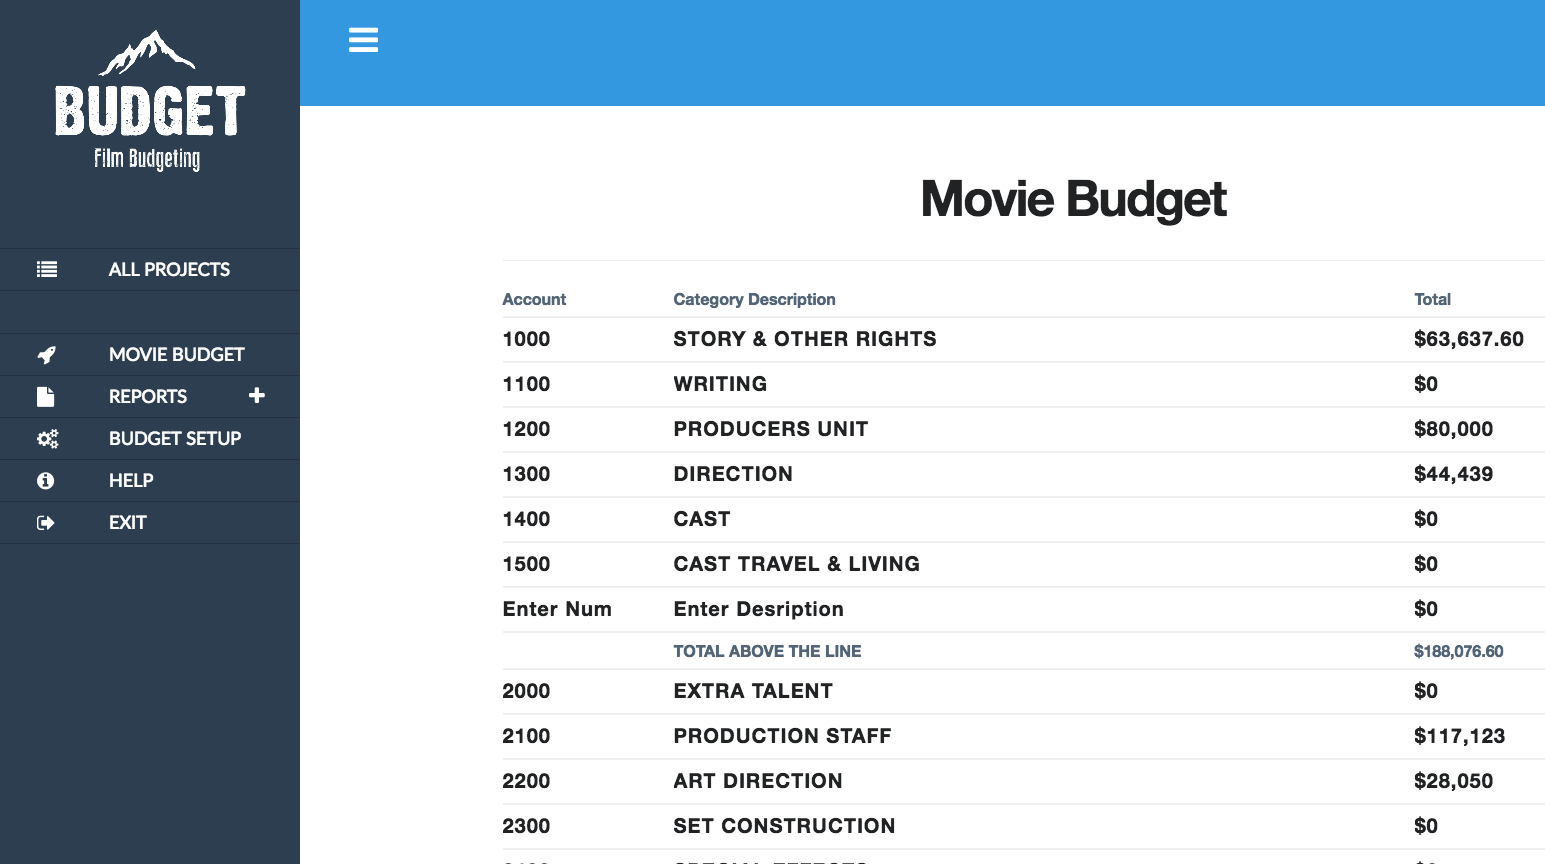 BUDGET
Film Budgeting
ALL PROJECTS
MOVIE BUDGET
REPORTS
BUDGET SETUP
HELP
EXIT
Movie Budget
Account Category Description Total
1000 STORY & OTHER RIGHTS $63,637.60
1100 WRITING $0
1200 PRODUCERS UNIT $80,000
1300 DIRECTION $44,439
1400 CAST $0
1500 CAST TRAVEL & LIVING $0
Enter Num Enter Desription $0
TOTAL ABOVE THE LINE $188,076.60
2000 EXTRA TALENT $0
2100 PRODUCTION STAFF $117,123
2200 ART DIRECTION $28,050
2300 SET CONSTRUCTION $0